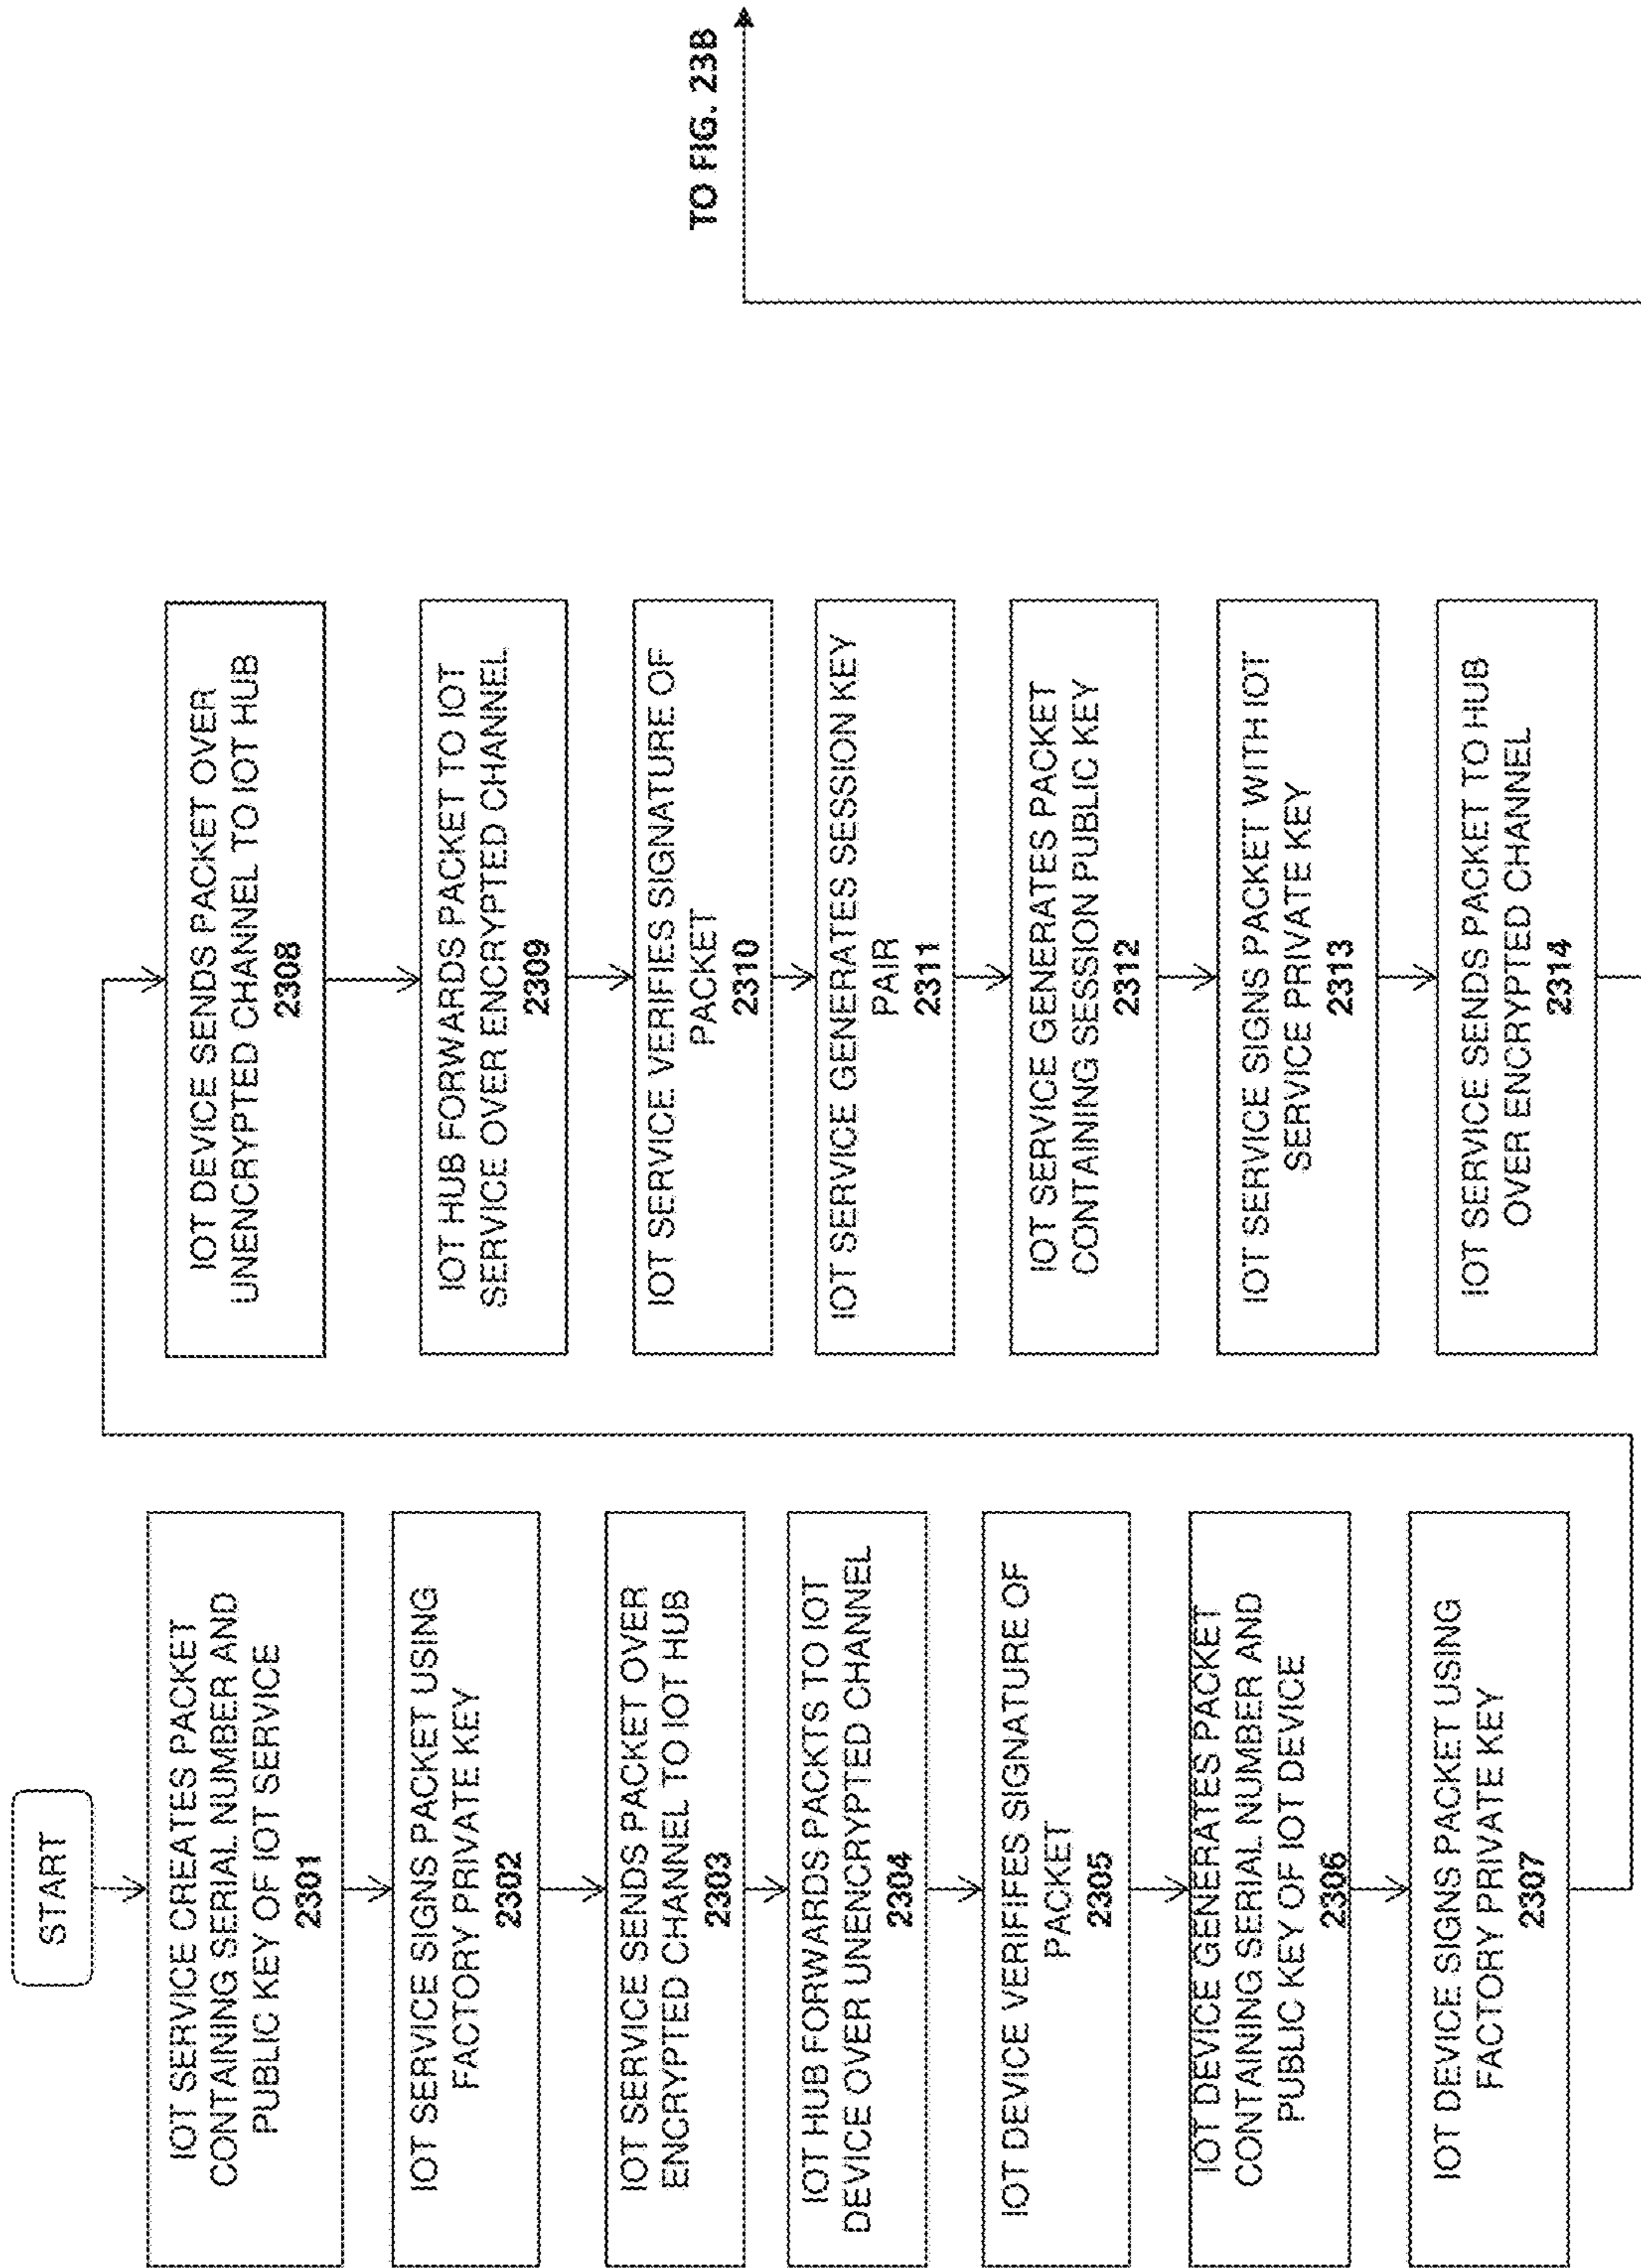 START
IOT SERVICE CREATES PACKET
CONTAINING SERIAL NUMBER AND
PUBLIC KEY OF IOT SERVICE
2301
IOT SERVICE SIGNS PACKET USING
FACTORY PRIVATE KEY
2302
IOT SERVICE SENDS PACKET OVER
ENCRYPTED CHANNEL TO IOT HUB
2303
IOT HUB FORWARDS PACKTS TO IOT
DEVICE OVER UNENCRYPTED CHANNEL
2304
IOT DEVICE VERIFIFES SIGNATURE OF
PACKET
2305
IOT DEVICE GENERATES PACKET
CONTAINING SERIAL NUMBER AND
PUBLIC KEY OF IOT DEVICE
2306
IOT DEVICE SIGNS PACKET USING
FACTORY PRIVATE KEY
2307
IOT DEVICE SENDS PACKET OVER
UNENCRYPTED CHANNEL TO IOT HUB
2308
IOT HUB FORWARDS PACKET TO IOT
SERVICE OVER ENCRYPTED CHANNEL
2309
IOT SERVICE VERIFIES SIGNATURE OF
PACKET
2310
IOT SERVICE GENERATES SESSION KEY
PAIR
2311
IOT SERVICE GENERATES PACKET
CONTAINING SESSION PUBLIC KEY
2312
IOT SERVICE SIGNS PACKET WITH IOT
SERVICE PRIVATE KEY
2313
IOT SERVICE SENDS PACKET TO HUB
OVER ENCRYPTED CHANNEL
2314
TO FIG. 23B